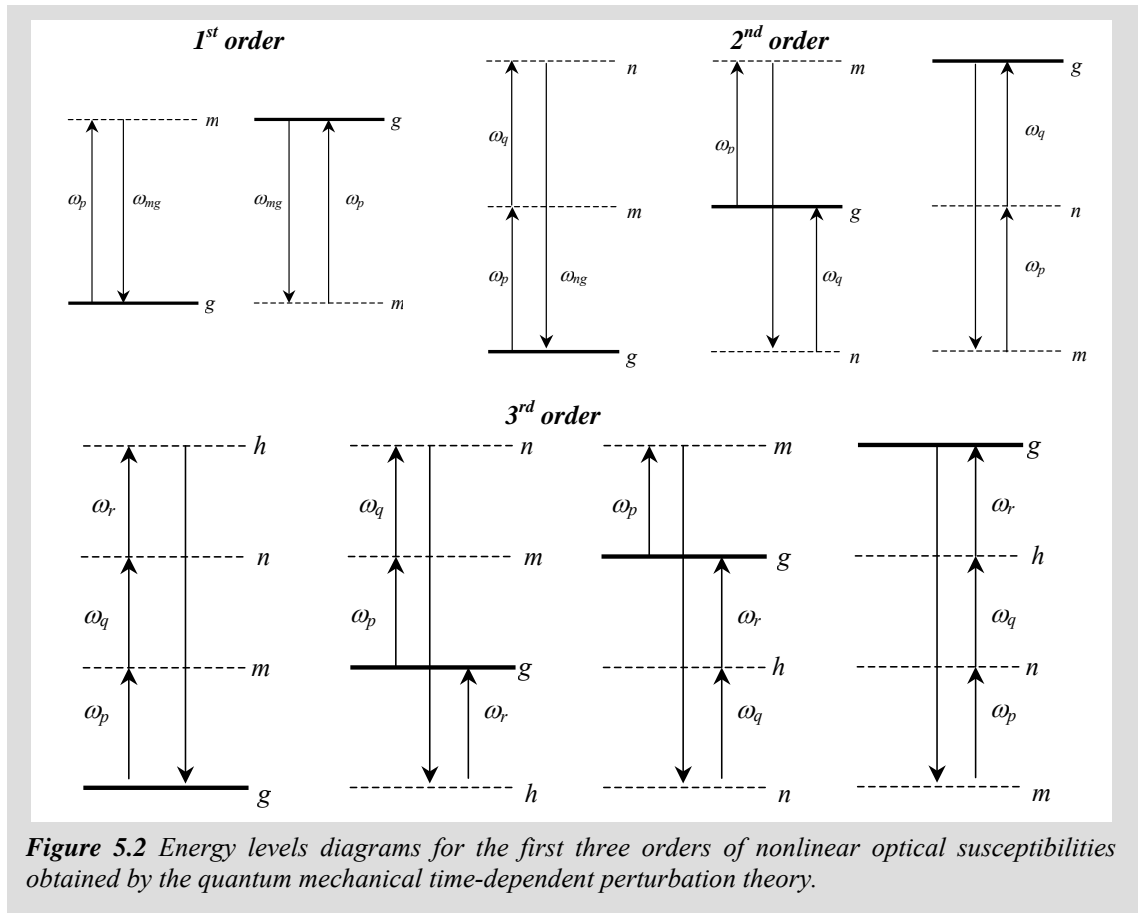 1st order
2nd order
m
ωp
ωmg
g
g
ωmg
ωp
m
n
ωq
m
ωp
ωng
g
m
ωp
g
ωq
n
g
ωq
n
ωp
m
3rd order
h
ωr
n
ωq
m
ωp
g
n
ωq
m
ωp
g
ωr
h
m
ωp
g
ωr
h
ωq
n
g
ωr
h
ωq
n
ωp
m
Figure 5.2 Energy levels diagrams for the first three orders of nonlinear optical susceptibilities
obtained by the quantum mechanical time-dependent perturbation theory.